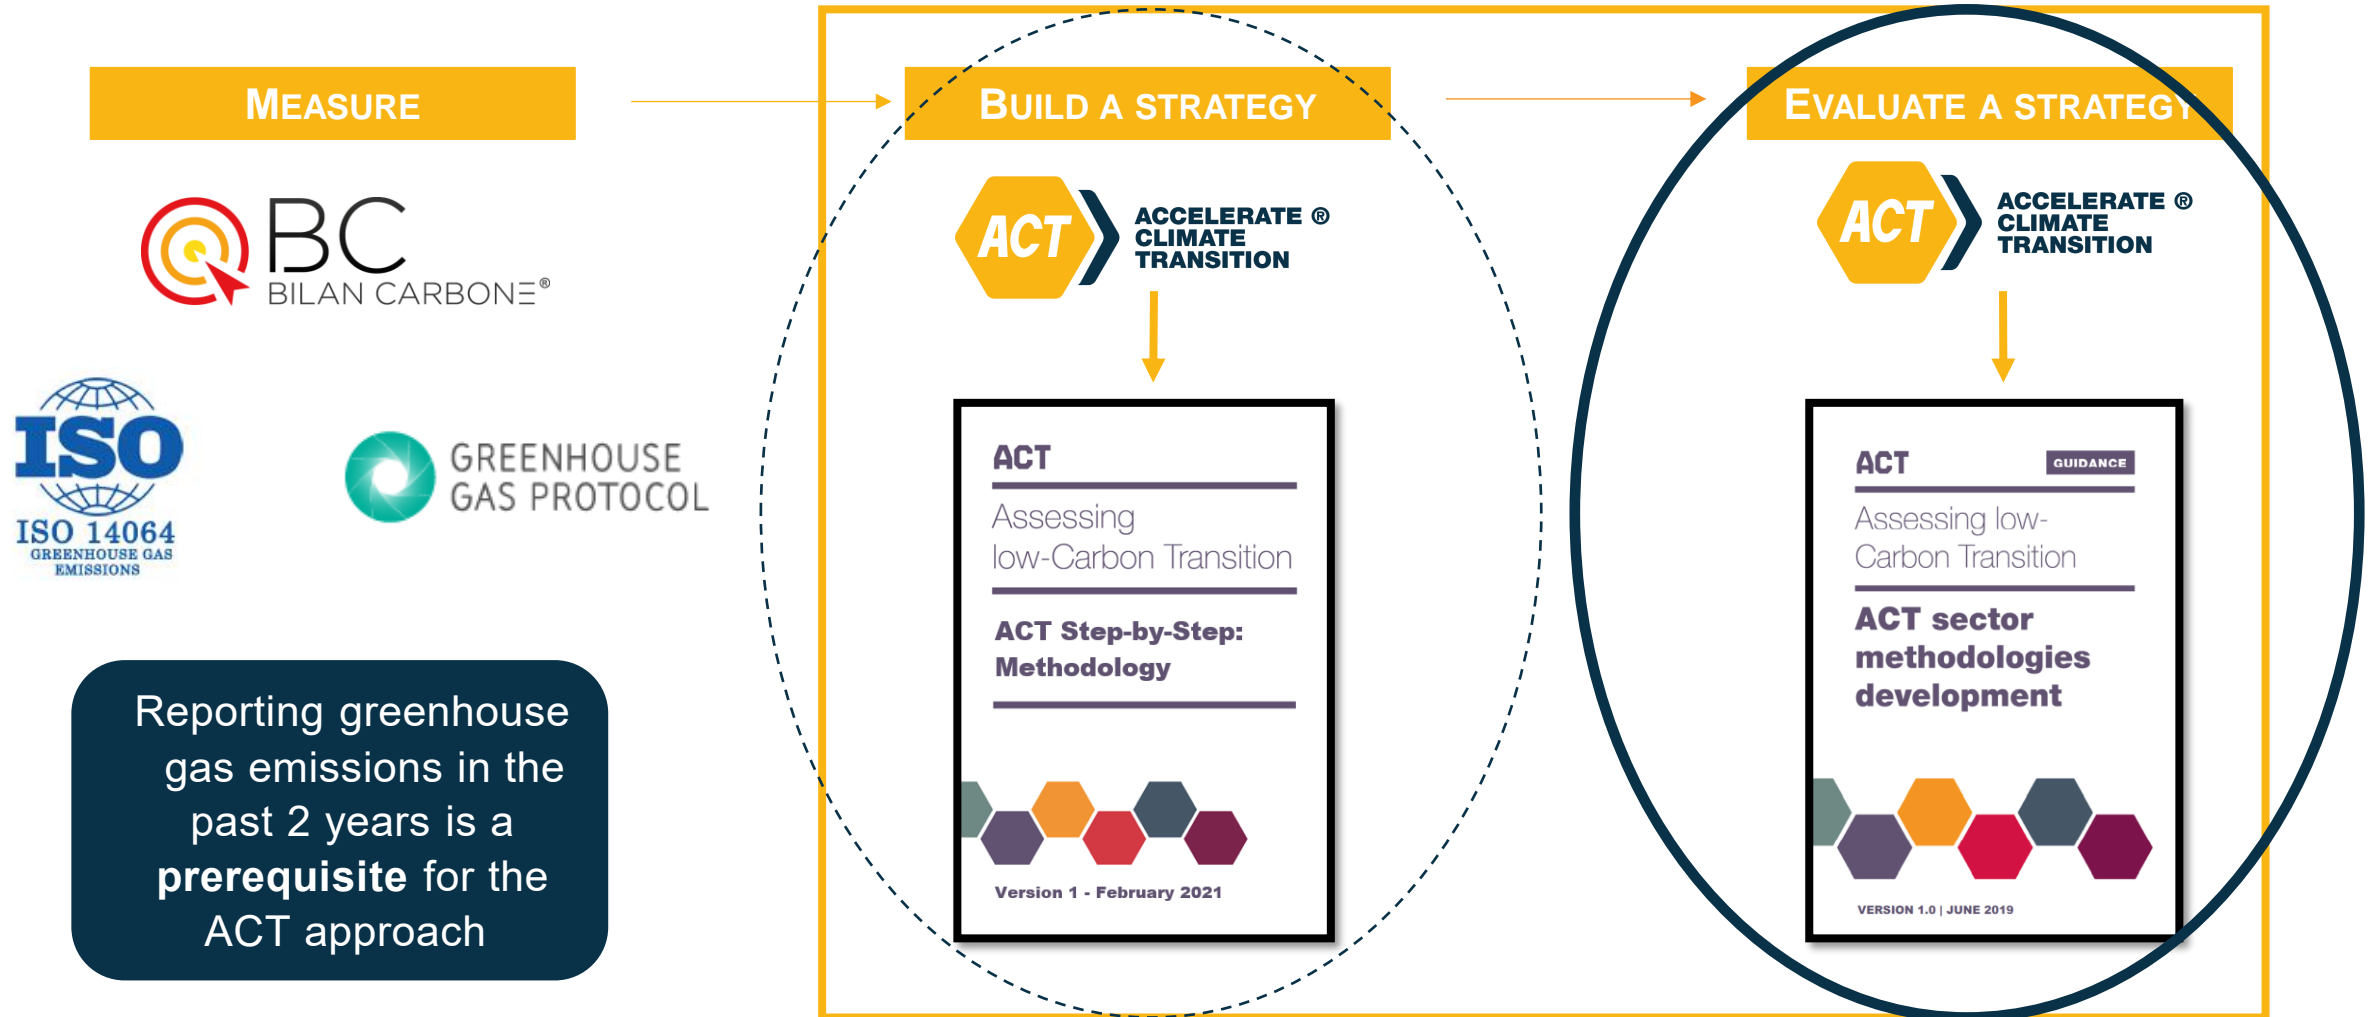 MEASURE
BC
BILAN CARBONE®
ISO
ISO 14064
GREENHOUSE GAS
EMISSIONS
GREENHOUSE
GAS PROTOCOL
Reporting greenhouse
gas emissions in the
past 2 years is a
prerequisite for the
ACT approach
BUILD A STRATEGY
ACT
ACCELERATE ®
CLIMATE
TRANSITION
ACT
Assessing
low-Carbon Transition
ACT Step-by-Step:
Methodology
Version 1 - February 2021
EVALUATE A STRATEGY
ACT
ACCELERATE ®
CLIMATE
TRANSITION
ACT
GUIDANCE
Assessing low-
Carbon Transition
ACT sector
methodologies
development
VERSION 1.0 | JUNE 2019